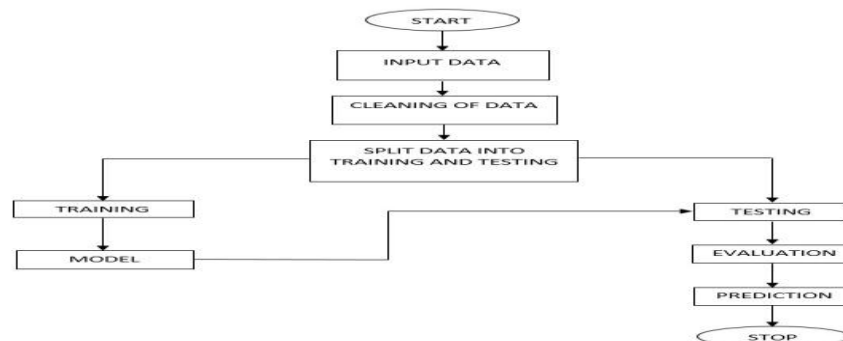 START
INPUT DATA
CLEANING OF DATA
SPLIT DATA INTO
TRAINING AND TESTING
TRAINING
TESTING
MODEL
EVALUATION
PREDICTION
STOP